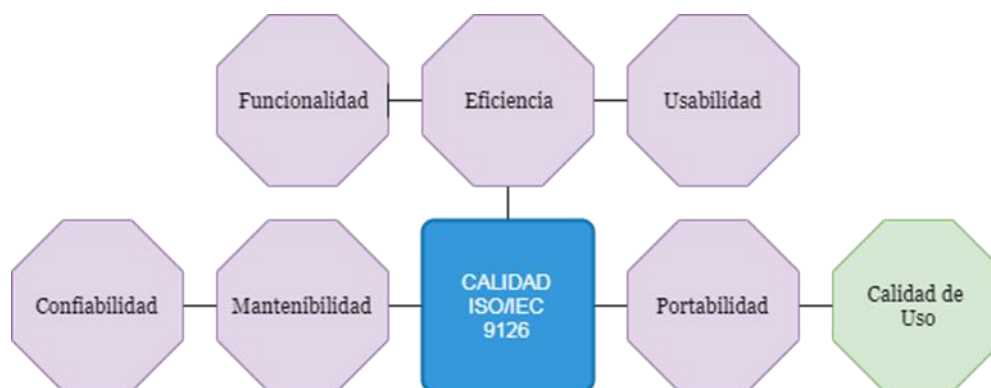 Funcionalidad
Eficiencia
Usabilidad
Confiabilidad
Mantenibilidad
CALIDAD
ISO/IEC
9126
Portabilidad
Calidad de
Uso